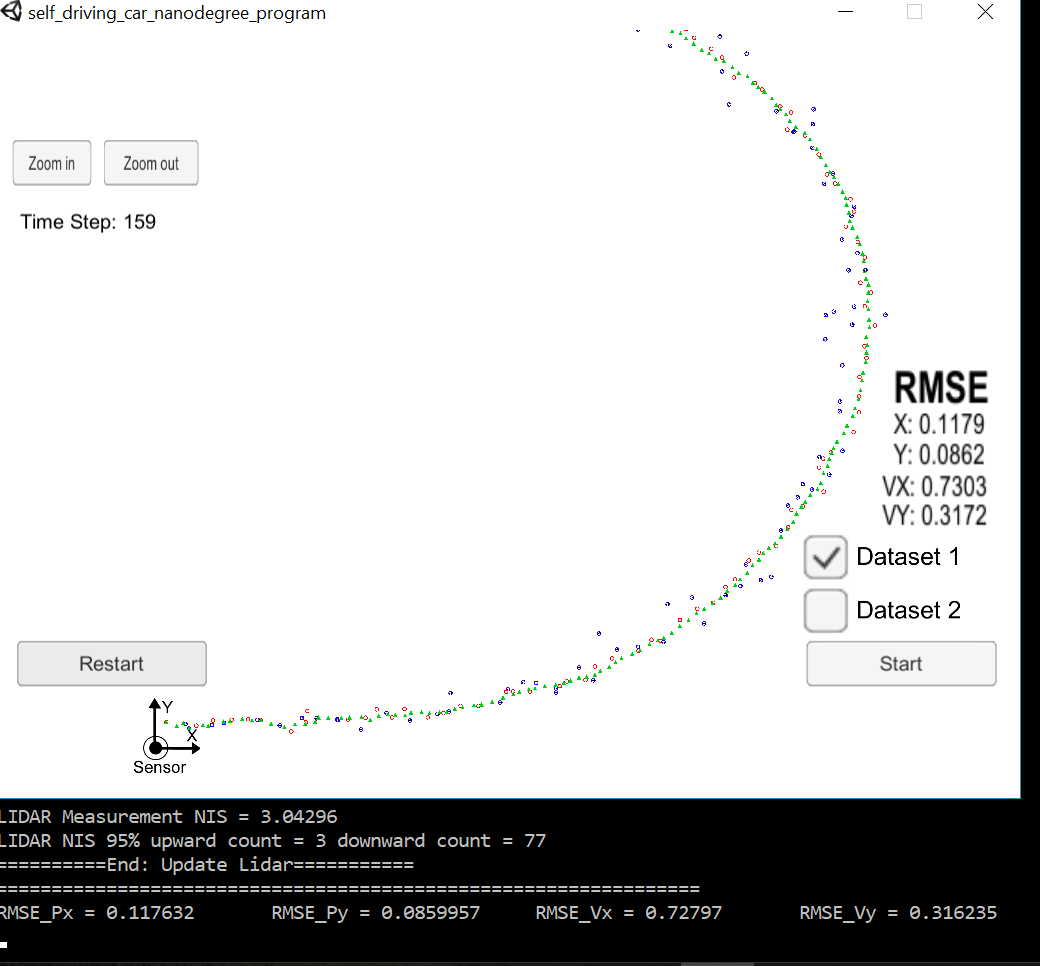 self_driving_car_nanodegree_program
Zoom in Zoom out
Time Step: 159
RMSE
X: 0.1179
Y: 0.0862
VX: 0.7303
VY: 0.3172
Dataset 1
Dataset 2
Restart
Start
Y
X
Sensor
LIDAR Measurement NIS = 3.04296
LIDAR NIS 95% upward count = 3 downward count = 77
==========End: Update Lidar===========
=============================================================
RMSE_Px = 0.117632 RMSE_Py = 0.0859957 RMSE_Vx = 0.72797 RMSE_Vy = 0.316235